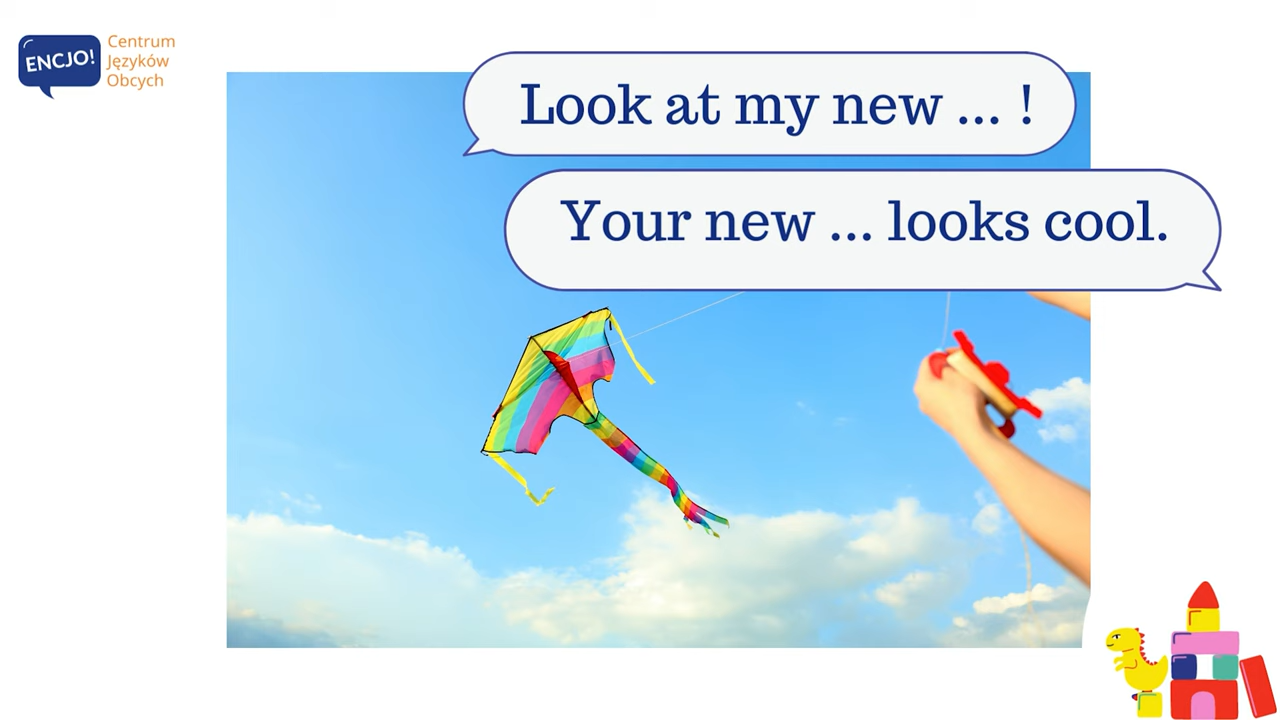 ENCJO!
Centrum
Języków
Obcych
Look at my new ... !
Your new ... looks cool.